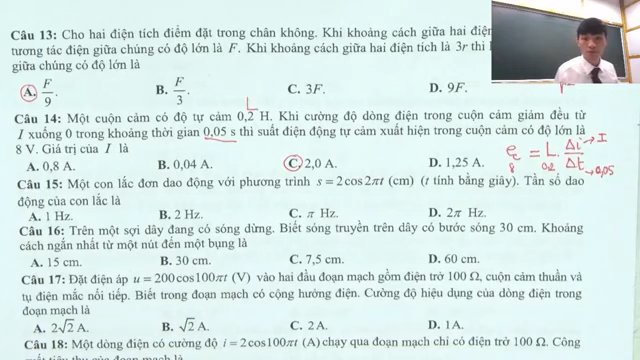 Câu 13: Cho hai điện tích điểm đặt trong chân không. Khi khoảng cách giữa hai điện
tương tác điện giữa chúng có độ lớn là F. Khi khoảng cách giữa hai điện tích là 3r thì
giữa chúng có độ lớn là
A. F/9. B. F/3. C. 3F. D. 9F.
L
Câu 14: Một cuộn cảm có độ tự cảm 0,2 H. Khi cường độ dòng điện trong cuộn cảm giảm đều từ
I xuống 0 trong khoảng thời gian 0,05 s thì suất điện động tự cảm xuất hiện trong cuộn cảm có độ lớn là
8 V. Giá trị của I là
A. 0,8 A. B. 0,04 A. C. 2,0 A. D. 1,25 A.
e = L. Δi/Δt → I
8 0,2 → 0,05
Câu 15: Một con lắc đơn dao động với phương trình s = 2cos2πt (cm) (t tính bằng giây). Tần số dao
động của con lắc là
A. 1 Hz. B. 2 Hz. C. π Hz. D. 2π Hz.
Câu 16: Trên một sợi dây đang có sóng dừng. Biết sóng truyền trên dây có bước sóng 30 cm. Khoảng
cách ngắn nhất từ một nút đến một bụng là
A. 15 cm. B. 30 cm. C. 7,5 cm. D. 60 cm.
Câu 17: Đặt điện áp u = 200cos100πt (V) vào hai đầu đoạn mạch gồm điện trở 100 Ω, cuộn cảm thuần và
tụ điện mắc nối tiếp. Biết trong đoạn mạch có cộng hưởng điện. Cường độ hiệu dụng của dòng điện trong
đoạn mạch là
A. 2√2 A. B. √2 A. C. 2 A. D. 1 A.
Câu 18: Một dòng điện có cường độ i = 2cos100πt (A) chạy qua đoạn mạch chỉ có điện trở 100 Ω. Công